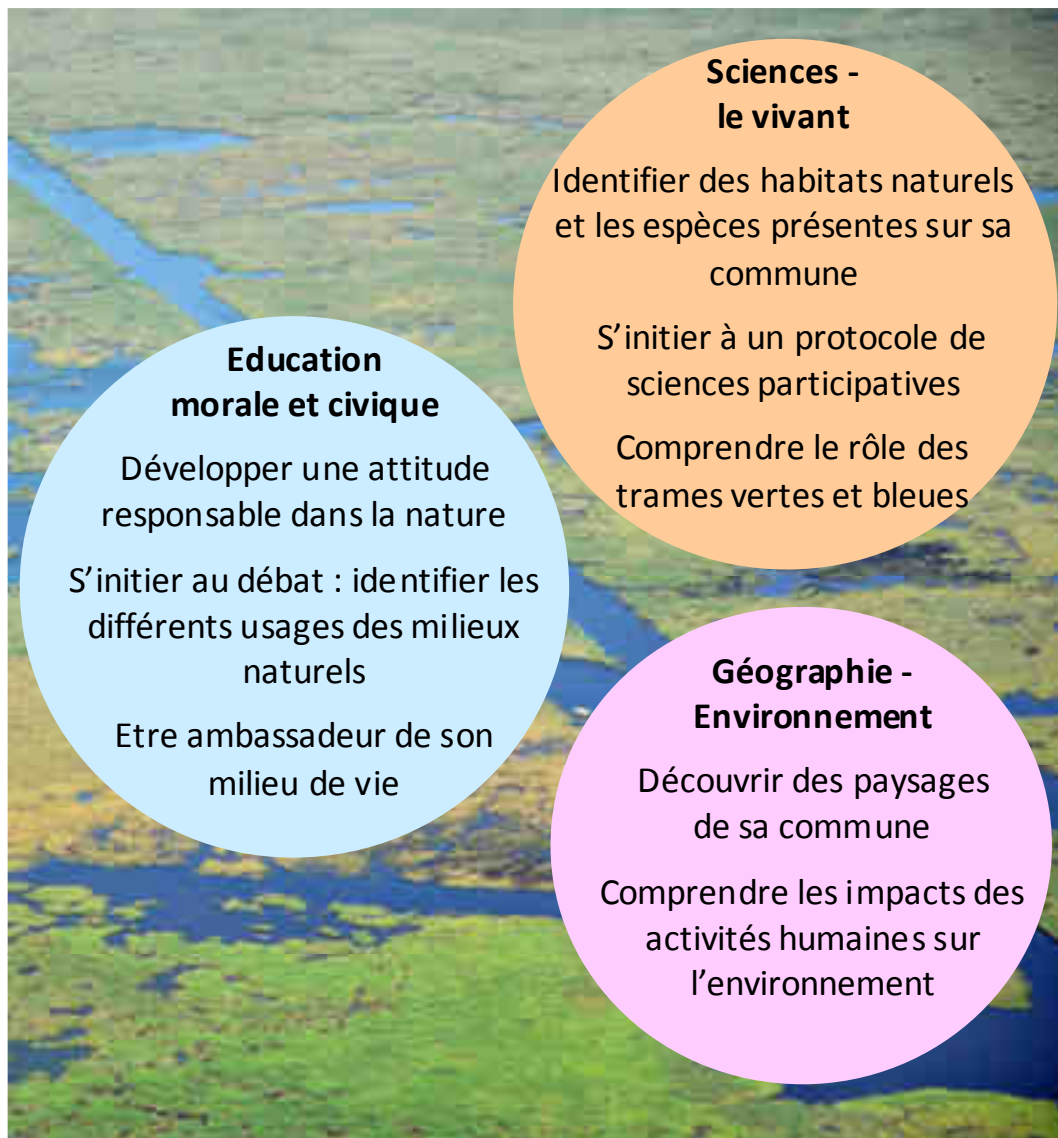 Sciences -
le vivant
Identifier des habitats naturels
et les espèces présentes sur sa
commune
S’initier à un protocole de
sciences participatives
Comprendre le rôle des
trames vertes et bleues
Education
morale et civique
Développer une attitude
responsable dans la nature
S’initier au débat : identifier les
différents usages des milieux
naturels
Etre ambassadeur de son
milieu de vie
Géographie -
Environnement
Découvrir des paysages
de sa commune
Comprendre les impacts des
activités humaines sur
l’environnement